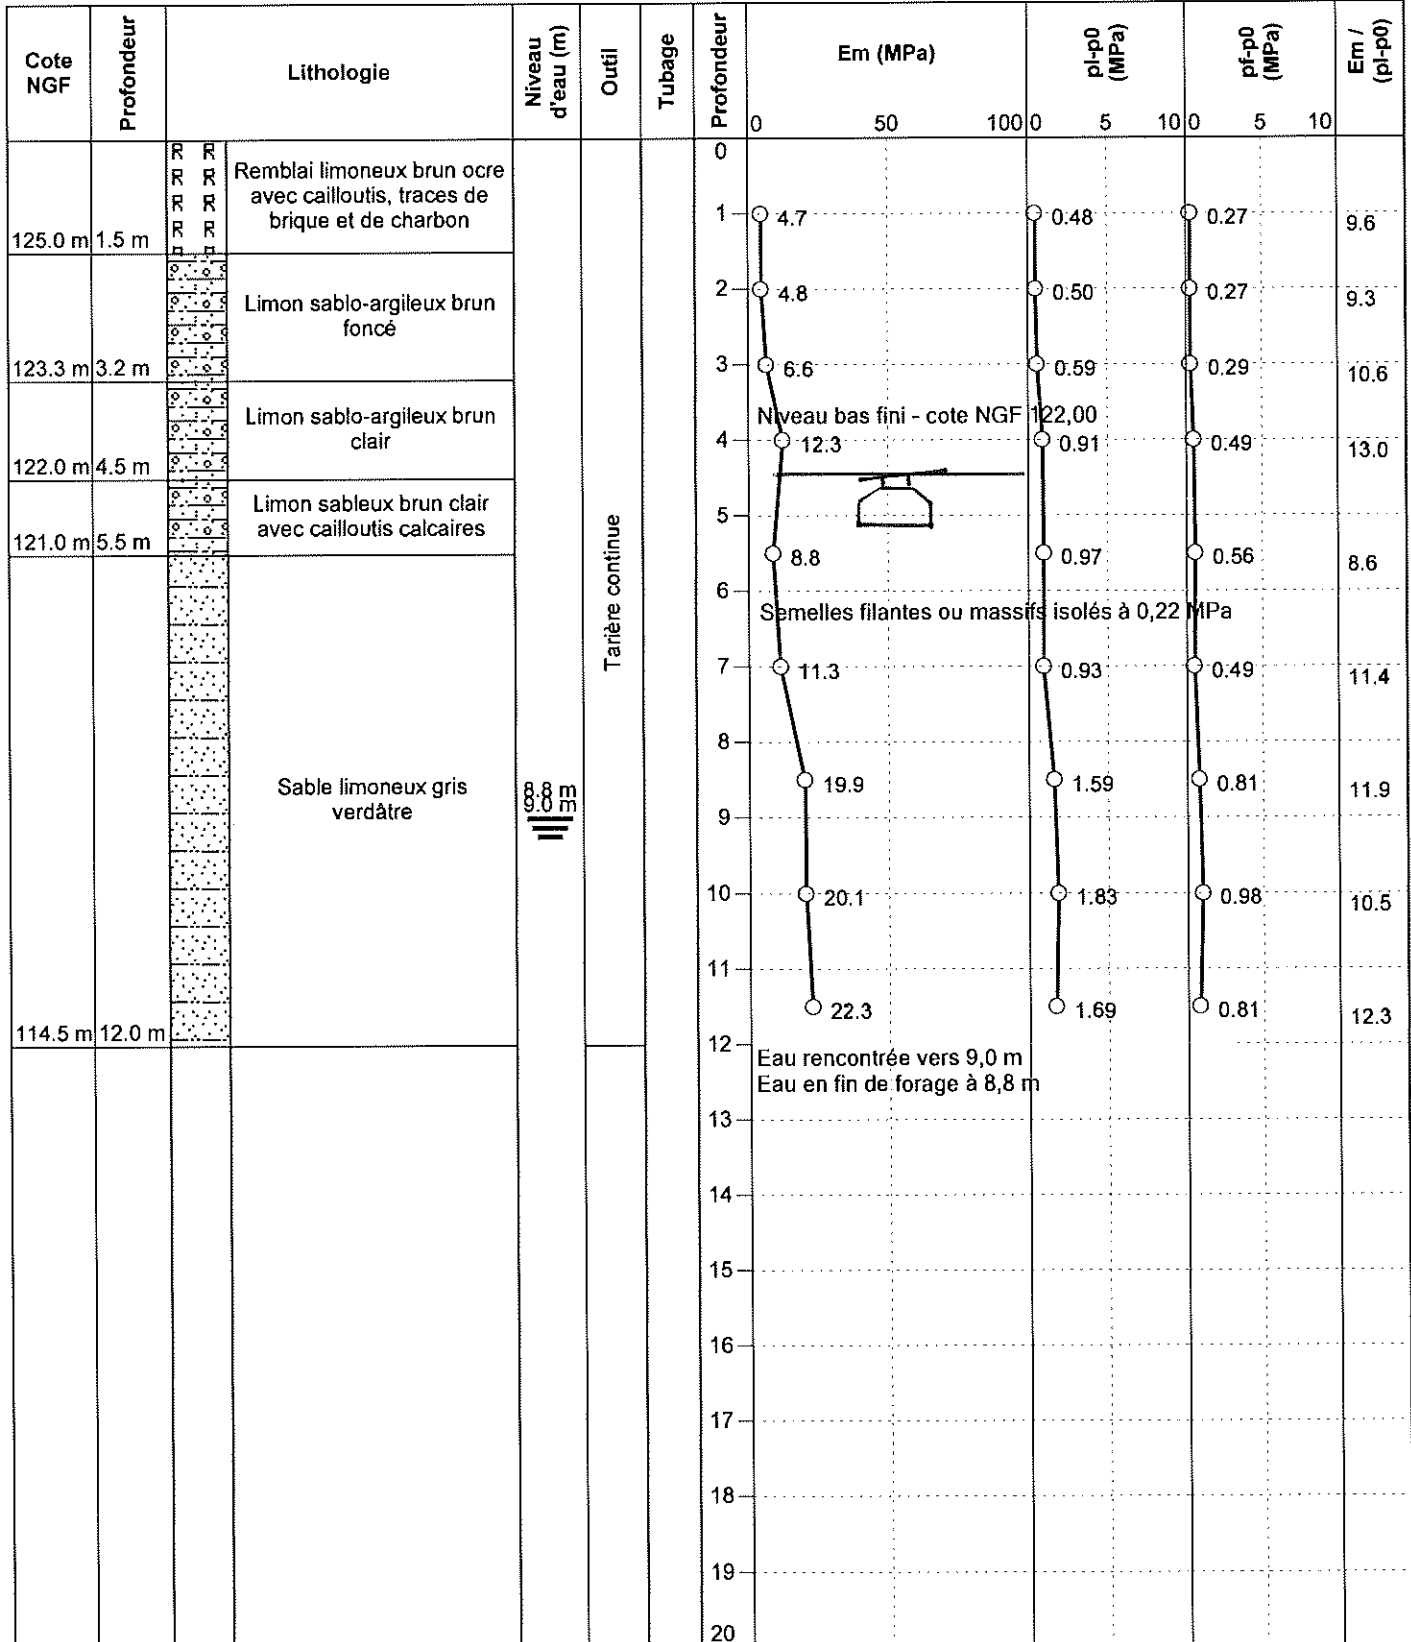 Cote NGF
Profondeur
Lithologie
Niveau d'eau (m)
Outil
Tubage
Profondeur
Em (MPa)
pl-p0 (MPa)
pf-p0 (MPa)
Em / (pl-p0)
0 50 100 0 5 10 0 5 10
R R
R R
R R
R R
R R
Remblai limoneux brun ocre
avec cailloutis, traces de
brique et de charbon
125.0 m 1.5 m
Limon sablo-argileux brun
foncé
123.3 m 3.2 m
Limon sablo-argileux brun
clair
122.0 m 4.5 m
Limon sableux brun clair
avec cailloutis calcaires
121.0 m 5.5 m
Sable limoneux gris
verdâtre
114.5 m 12.0 m
8.8 m
9.0 m
Tarière continue
0
1 4.7 0.48 0.27 9.6
2 4.8 0.50 0.27 9.3
3 6.6 0.59 0.29 10.6
Niveau bas fini - cote NGF 122,00
4 12.3 0.91 0.49 13.0
5
8.8 0.97 0.56 8.6
6
Semelles filantes ou massifs isolés à 0,22 MPa
7 11.3 0.93 0.49 11.4
8
19.9 1.59 0.81 11.9
9
10 20.1 1.83 0.98 10.5
11
22.3 1.69 0.81 12.3
12
Eau rencontrée vers 9,0 m
Eau en fin de forage à 8,8 m
13
14
15
16
17
18
19
20